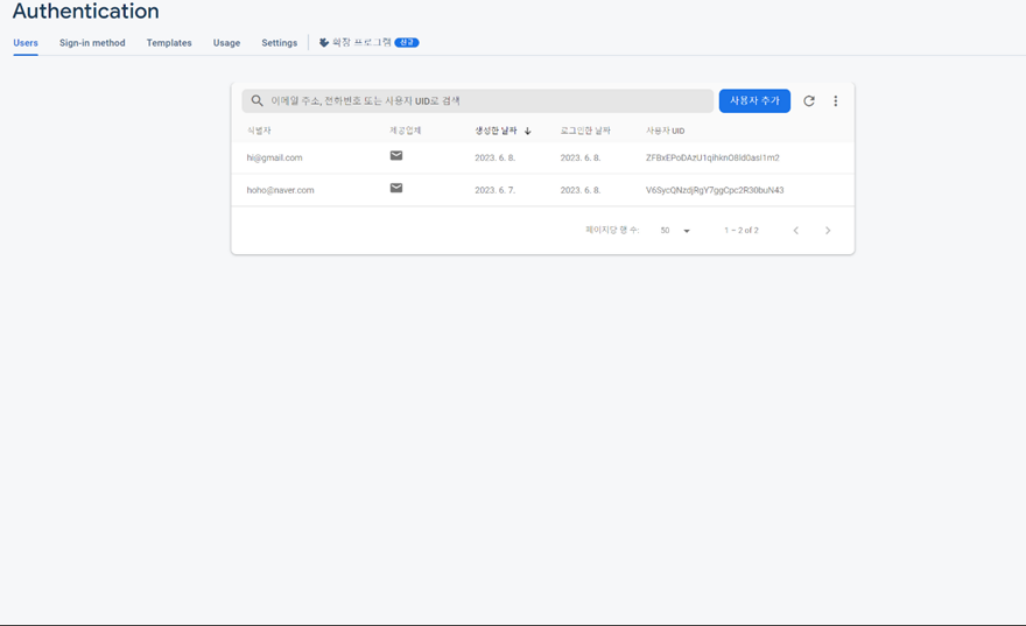 Authentication
Users Sign-in method Templates Usage Settings 확장 프로그램 신규
이메일 주소, 전화번호 또는 사용자 UID로 검색 사용자 추가
식별자 제공업체 생성한 날짜 로그인한 날짜 사용자 UID
hi@gmail.com 2023. 6. 8. 2023. 6. 8.
hoho@naver.com 2023. 6. 7. 2023. 6. 8.
페이지당 행 수: 50 1 – 2 of 2